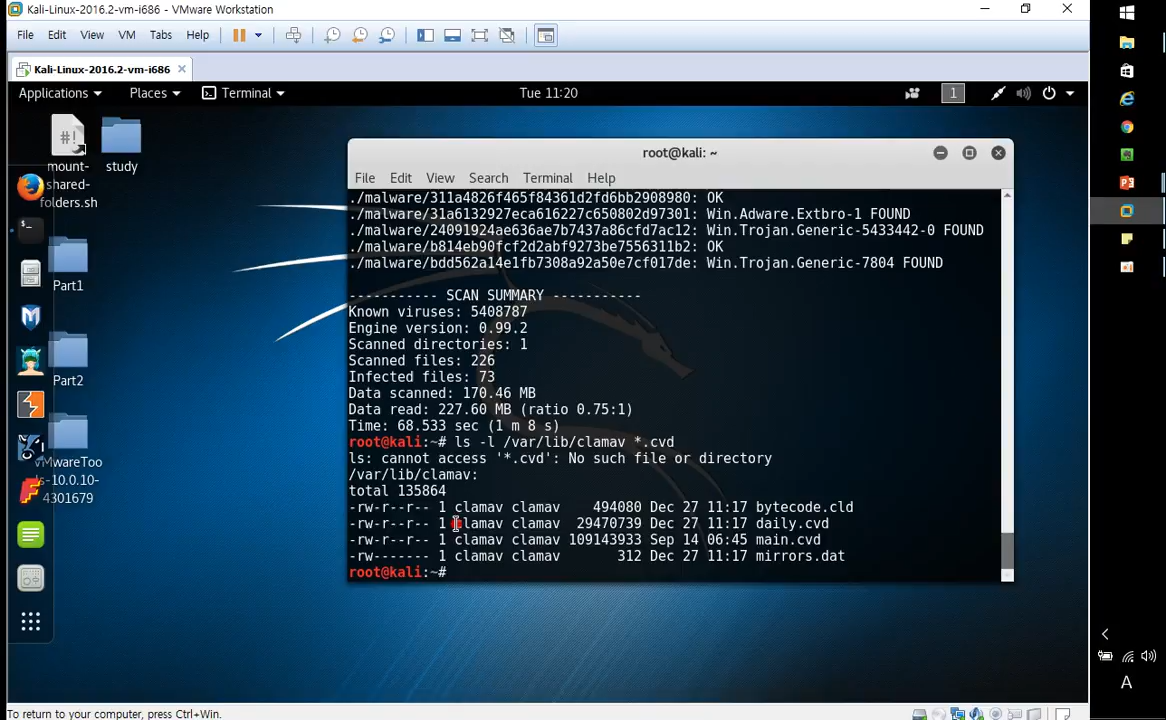 Kali-Linux-2016.2-vm-i686 - VMware Workstation
File Edit View VM Tabs Help
Kali-Linux-2016.2-vm-i686
Applications Places Terminal Tue 11:20 1
#!
mount-
shared-
folders.sh
study
Part1
Part2
VMwareToo
ls-10.0.10-
4301679
root@kali: ~
File Edit View Search Terminal Help
./malware/311a4826f465f84361d2fd6bb2908980: OK
./malware/31a6132927eca616227c650802d97301: Win.Adware.Extbro-1 FOUND
./malware/24091924ae636ae7b7437a86cfd7ac12: Win.Trojan.Generic-5433442-0 FOUND
./malware/b814eb90fcf2d2abf9273be7556311b2: OK
./malware/bdd562a14e1fb7308a92a50e7cf017de: Win.Trojan.Generic-7804 FOUND
----------- SCAN SUMMARY -----------
Known viruses: 5408787
Engine version: 0.99.2
Scanned directories: 1
Scanned files: 226
Infected files: 73
Data scanned: 170.46 MB
Data read: 227.60 MB (ratio 0.75:1)
Time: 68.533 sec (1 m 8 s)
root@kali:~# ls -l /var/lib/clamav *.cvd
ls: cannot access '*.cvd': No such file or directory
/var/lib/clamav:
total 135864
-rw-r--r-- 1 clamav clamav 494080 Dec 27 11:17 bytecode.cld
-rw-r--r-- 1 clamav clamav 29470739 Dec 27 11:17 daily.cvd
-rw-r--r-- 1 clamav clamav 109143933 Sep 14 06:45 main.cvd
-rw------- 1 clamav clamav 312 Dec 27 11:17 mirrors.dat
root@kali:~#
To return to your computer, press Ctrl+Win.
A